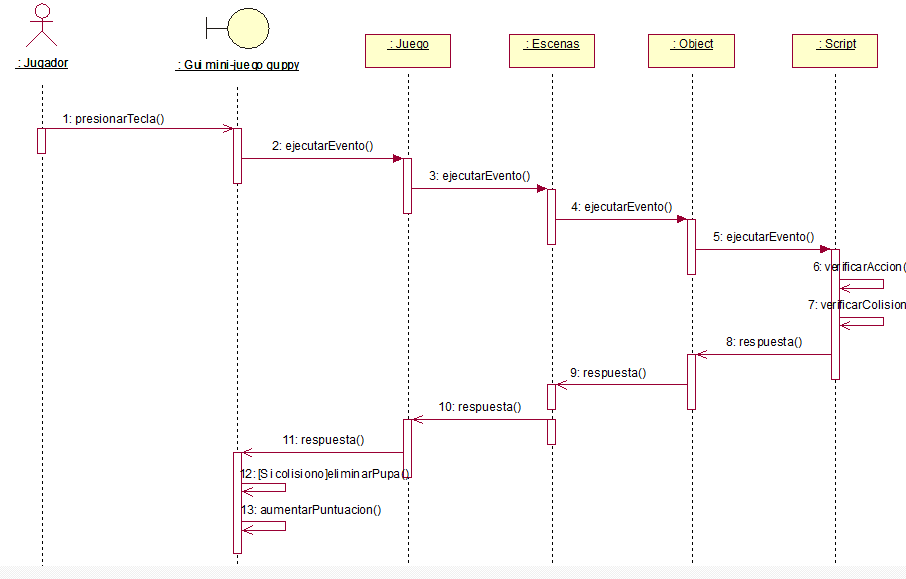 : Jugador
: Gui mini-juego guppy
: Juego
: Escenas
: Object
: Script
1: presionarTecla()
2: ejecutarEvento()
3: ejecutarEvento()
4: ejecutarEvento()
5: ejecutarEvento()
6: verificarAccion(
7: verificarColision
8: respuesta()
9: respuesta()
10: respuesta()
11: respuesta()
12: [Si colisiono]eliminarPupa()
13: aumentarPuntuacion()